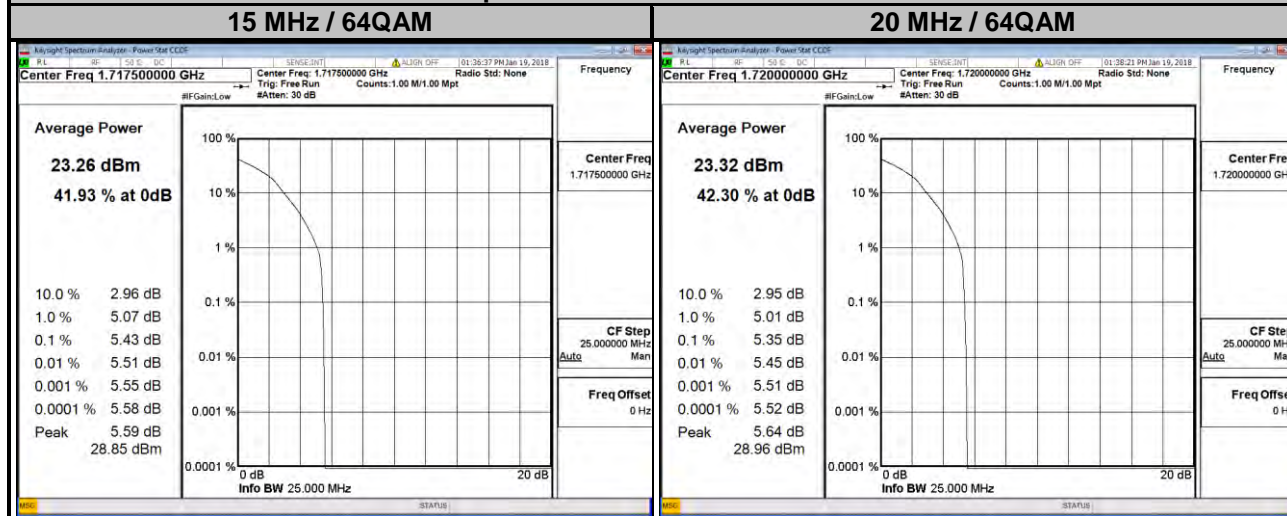 15 MHz / 64QAM
Keysight Spectrum Analyzer - Power Stat CCDF
RL RF 50 Ω DC SENSE:INT ALIGN OFF 01:36:37 PM Jan 19, 2018
Center Freq 1.717500000 GHz
Center Freq: 1.717500000 GHz Radio Std: None
Trig: Free Run Counts:1.00 M/1.00 Mpt
#IFGain:Low #Atten: 30 dB
Frequency
Average Power
23.26 dBm
41.93 % at 0dB
10.0 % 2.96 dB
1.0 % 5.07 dB
0.1 % 5.43 dB
0.01 % 5.51 dB
0.001 % 5.55 dB
0.0001 % 5.58 dB
Peak 5.59 dB
28.85 dBm
100 %
10 %
1 %
0.1 %
0.01 %
0.001 %
0.0001 %
0 dB 20 dB
Info BW 25.000 MHz
Center Freq
1.717500000 GHz
CF Step
25.000000 MHz
Auto Man
Freq Offset
0 Hz
MSG STATUS
20 MHz / 64QAM
Keysight Spectrum Analyzer - Power Stat CCDF
RL RF 50 Ω DC SENSE:INT ALIGN OFF 01:38:21 PM Jan 19, 2018
Center Freq 1.720000000 GHz
Center Freq: 1.720000000 GHz Radio Std: None
Trig: Free Run Counts:1.00 M/1.00 Mpt
#IFGain:Low #Atten: 30 dB
Frequency
Average Power
23.32 dBm
42.30 % at 0dB
10.0 % 2.95 dB
1.0 % 5.01 dB
0.1 % 5.35 dB
0.01 % 5.45 dB
0.001 % 5.51 dB
0.0001 % 5.52 dB
Peak 5.64 dB
28.96 dBm
100 %
10 %
1 %
0.1 %
0.01 %
0.001 %
0.0001 %
0 dB 20 dB
Info BW 25.000 MHz
Center Fre
1.720000000 GH
CF Ste
25.000000 MH
Auto Ma
Freq Offse
0 H
MSG STATUS